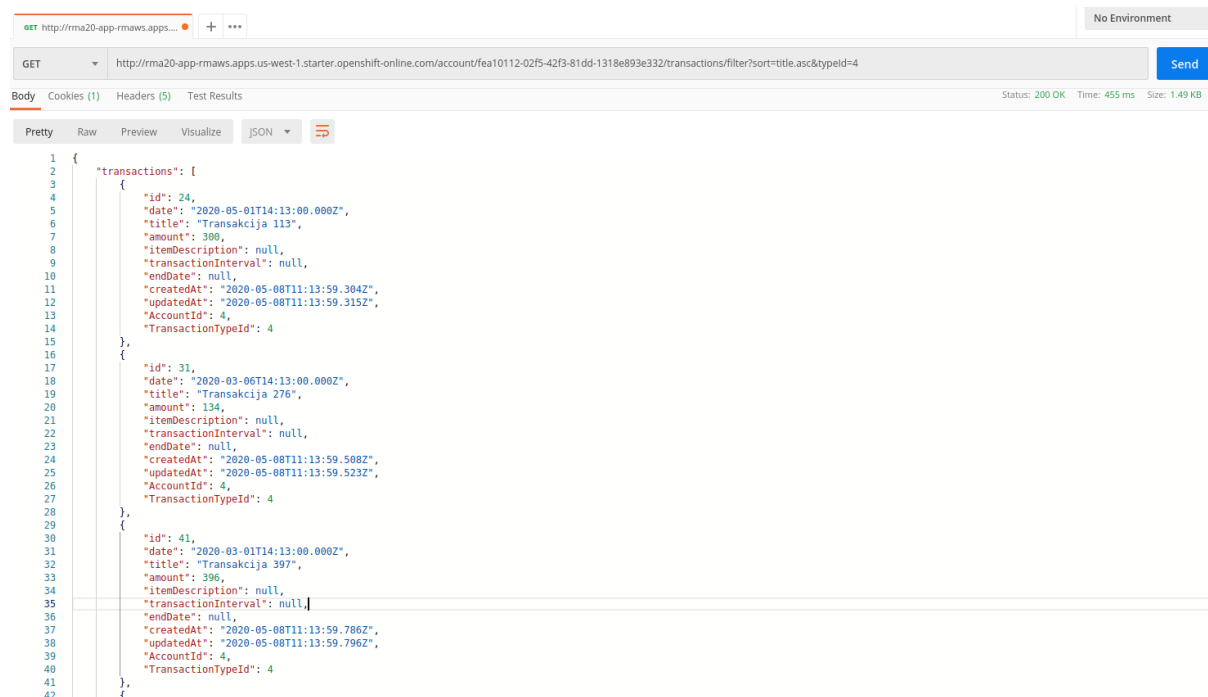 GET http://rma20-app-rmaws.apps.... + •••
No Environment
GET http://rma20-app-rmaws.apps.us-west-1.starter.openshift-online.com/account/fea10112-02f5-42f3-81dd-1318e893e332/transactions/filter?sort=title.asc&typeId=4 Send
Body Cookies (1) Headers (5) Test Results Status: 200 OK Time: 455 ms Size: 1.49 KB
Pretty Raw Preview Visualize JSON
1 {
2 "transactions": [
3 {
4 "id": 24,
5 "date": "2020-05-01T14:13:00.000Z",
6 "title": "Transakcija 113",
7 "amount": 300,
8 "itemDescription": null,
9 "transactionInterval": null,
10 "endDate": null,
11 "createdAt": "2020-05-08T11:13:59.304Z",
12 "updatedAt": "2020-05-08T11:13:59.315Z",
13 "AccountId": 4,
14 "TransactionTypeId": 4
15 },
16 {
17 "id": 31,
18 "date": "2020-03-06T14:13:00.000Z",
19 "title": "Transakcija 276",
20 "amount": 134,
21 "itemDescription": null,
22 "transactionInterval": null,
23 "endDate": null,
24 "createdAt": "2020-05-08T11:13:59.508Z",
25 "updatedAt": "2020-05-08T11:13:59.523Z",
26 "AccountId": 4,
27 "TransactionTypeId": 4
28 },
29 {
30 "id": 41,
31 "date": "2020-03-01T14:13:00.000Z",
32 "title": "Transakcija 397",
33 "amount": 396,
34 "itemDescription": null,
35 "transactionInterval": null,
36 "endDate": null,
37 "createdAt": "2020-05-08T11:13:59.786Z",
38 "updatedAt": "2020-05-08T11:13:59.796Z",
39 "AccountId": 4,
40 "TransactionTypeId": 4
41 },
42 {